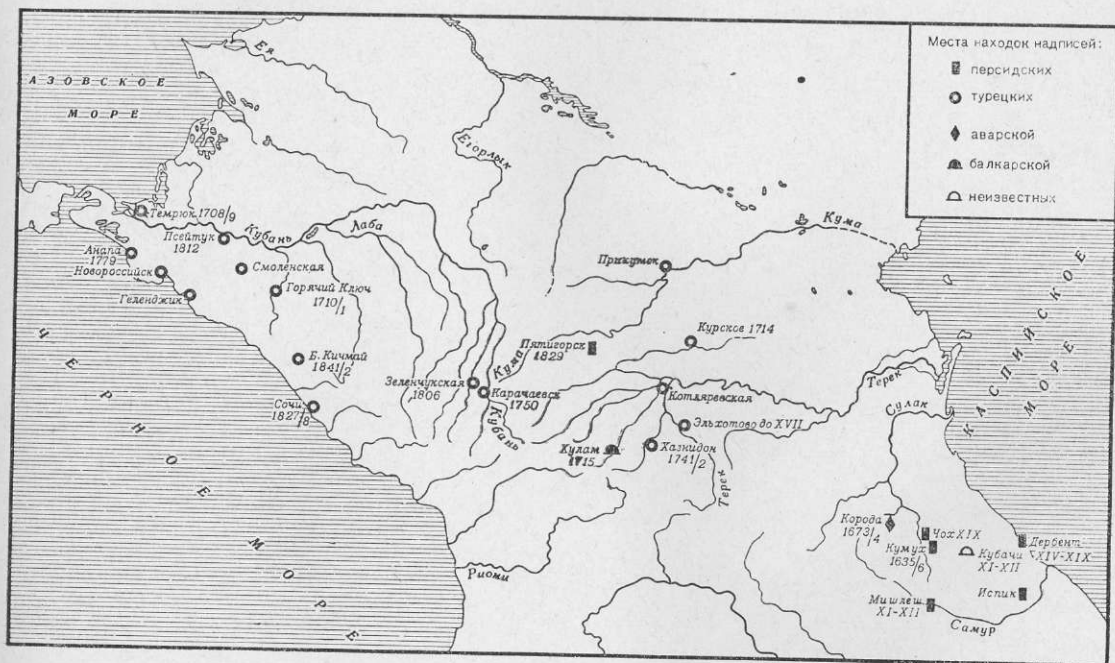 АЗОВСКОЕ
МОРЕ
Ея
Егорлык
Места находок надписей:
персидских
турецких
аварской
балкарской
неизвестных
Темрюк 1708/9
Псейтук
1812
Кубань
Лаба
Кума
Анапа
1779
Новороссийск
Геленджик
Смоленская
Горячий Ключ
1710/1
Прикумск
Б. Кичмай
1841/2
Сочи
1827/8
Зеленчукская
1806
Карачаевск
1750
Кума
Кубань
Пятигорск
1829
Курское 1714
Котляревская
Эльхотово до XVII
Хулам
1715
Хазнидон
1741/2
Терек
Терек
Сулак
КАСПИЙСКОЕ
МОРЕ
ЧЕРНОЕ МОРЕ
Риони
Корода
1673/4
Чох XIX
Кумух
1635/6
Кубачи
XI-XII
Дербент
XIV-XIX
Мишлеш
XI-XII
Испик
Самур